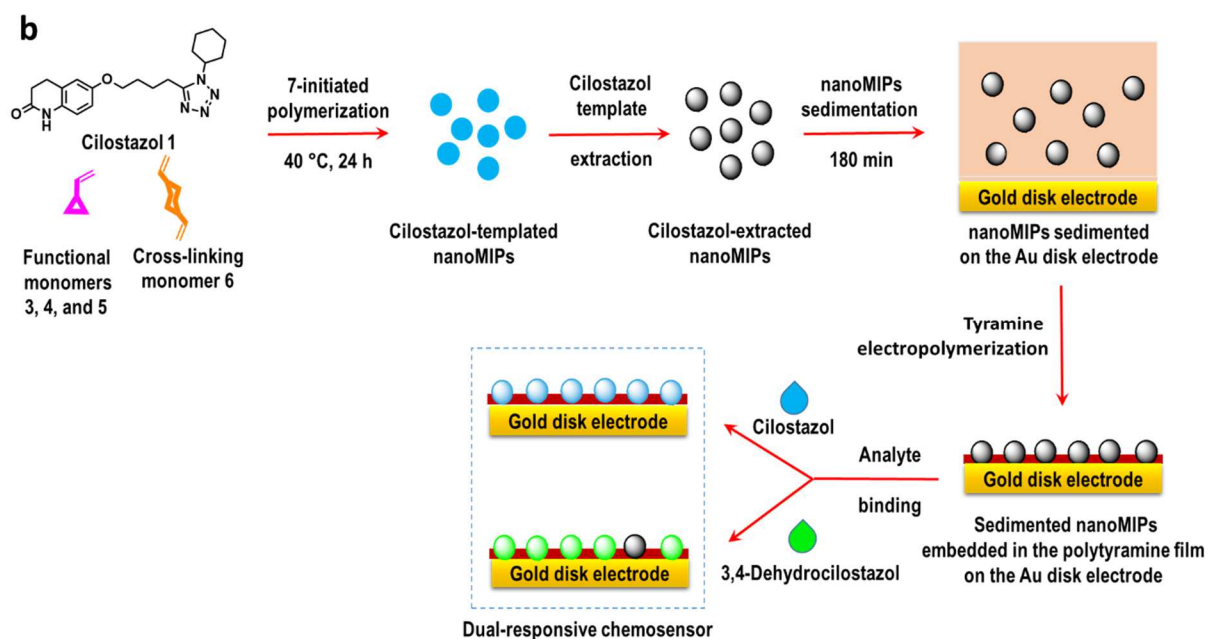 b
O
N
N
N
N
O
N
H
Cilostazol 1
Functional
monomers
3, 4, and 5
Cross-linking
monomer 6
7-initiated
polymerization
40 °C, 24 h
Cilostazol-templated
nanoMIPs
Cilostazol
template
extraction
Cilostazol-extracted
nanoMIPs
nanoMIPs
sedimentation
180 min
Gold disk electrode
nanoMIPs sedimented
on the Au disk electrode
Tyramine
electropolymerization
Gold disk electrode
Sedimented nanoMIPs
embedded in the polytyramine film
on the Au disk electrode
Analyte
binding
Cilostazol
3,4-Dehydrocilostazol
Gold disk electrode
Gold disk electrode
Dual-responsive chemosensor